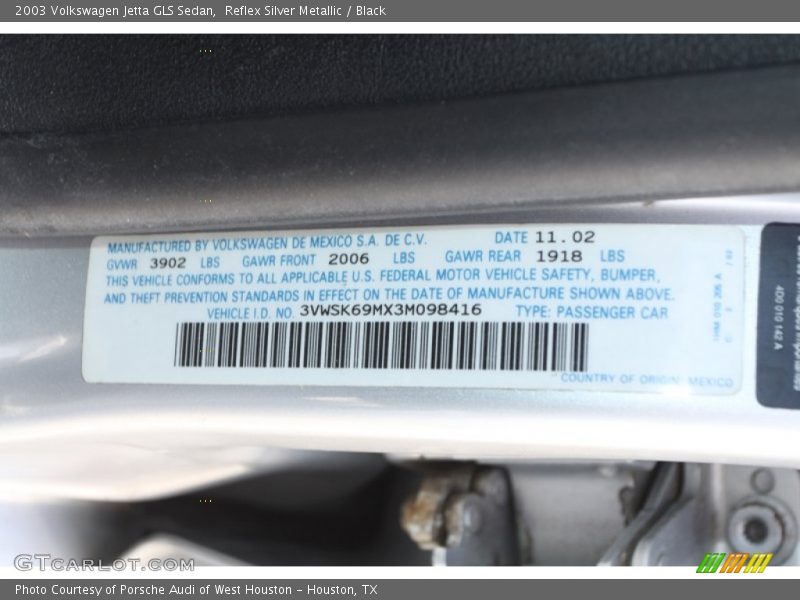 2003 Volkswagen Jetta GLS Sedan,  Reflex Silver Metallic / Black
MANUFACTURED BY VOLKSWAGEN DE MEXICO S.A. DE C.V. DATE 11.02
GVWR 3902 LBS GAWR FRONT 2006 LBS GAWR REAR 1918 LBS
THIS VEHICLE CONFORMS TO ALL APPLICABLE U.S. FEDERAL MOTOR VEHICLE SAFETY, BUMPER,
AND THEFT PREVENTION STANDARDS IN EFFECT ON THE DATE OF MANUFACTURE SHOWN ABOVE.
VEHICLE I.D. NO. 3VWSK69MX3M098416 TYPE: PASSENGER CAR
COUNTRY OF ORIGIN: MEXICO
1HM 010 205 A
4D0 010 142 A
GTcarlot.com
Photo Courtesy of Porsche Audi of West Houston - Houston, TX